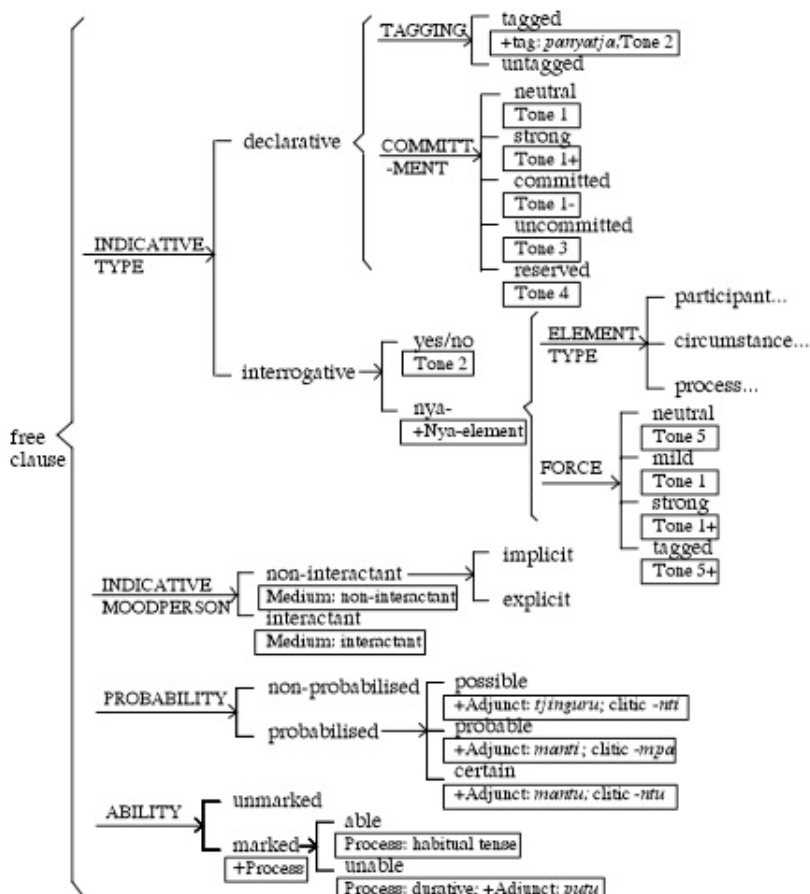 TAGGING
tagged
+tag: panyatja,Tone 2
untagged
declarative
COMMITT
-MENT
neutral
Tone 1
strong
Tone 1+
committed
Tone 1-
uncommitted
Tone 3
reserved
Tone 4
INDICATIVE
TYPE
interrogative
yes/no
Tone 2
nya-
+Nya-element
ELEMENT
TYPE
participant...
circumstance...
process...
FORCE
neutral
Tone 5
mild
Tone 1
strong
Tone 1+
tagged
Tone 5+
free
clause
INDICATIVE
MOODPERSON
non-interactant
Medium: non-interactant
interactant
Medium: interactant
implicit
explicit
PROBABILITY
non-probabilised
probabilised
possible
+Adjunct: tjinguru; clitic -nti
probable
+Adjunct: manti; clitic -mpa
certain
+Adjunct: mantu; clitic -ntu
ABILITY
unmarked
marked
+Process
able
Process: habitual tense
unable
Process: durative; +Adjunct: putu